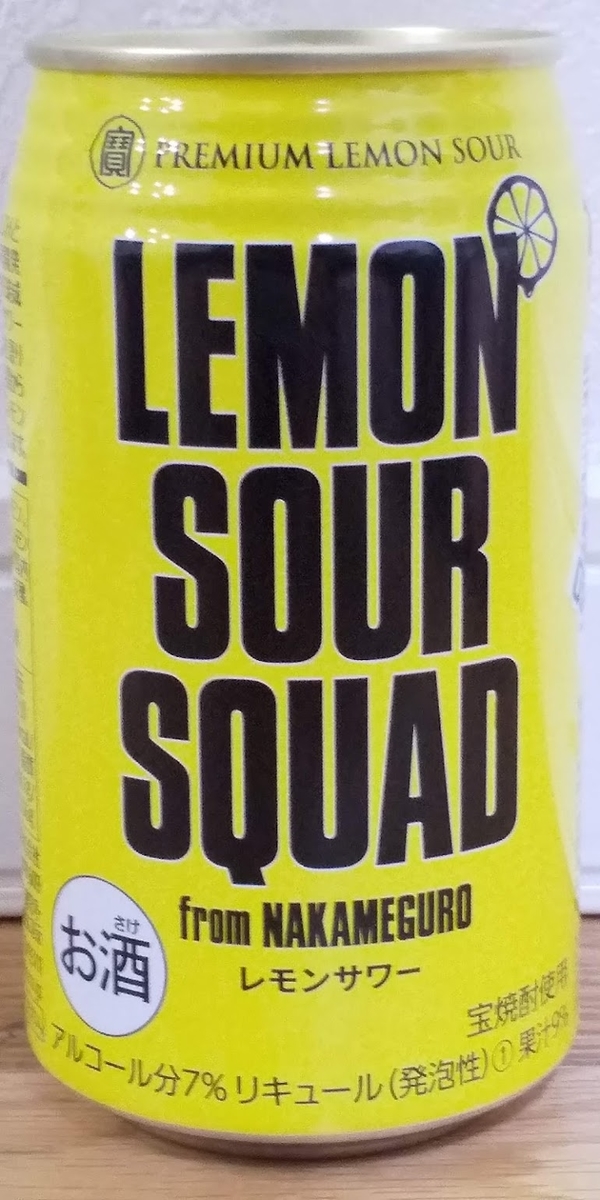 寶 PREMIUM LEMON SOUR
LEMON
SOUR
SQUAD
from NAKAMEGURO
レモンサワー
さけ
お酒
宝焼酎使用
アルコール分7% リキュール(発泡性)① 果汁9%